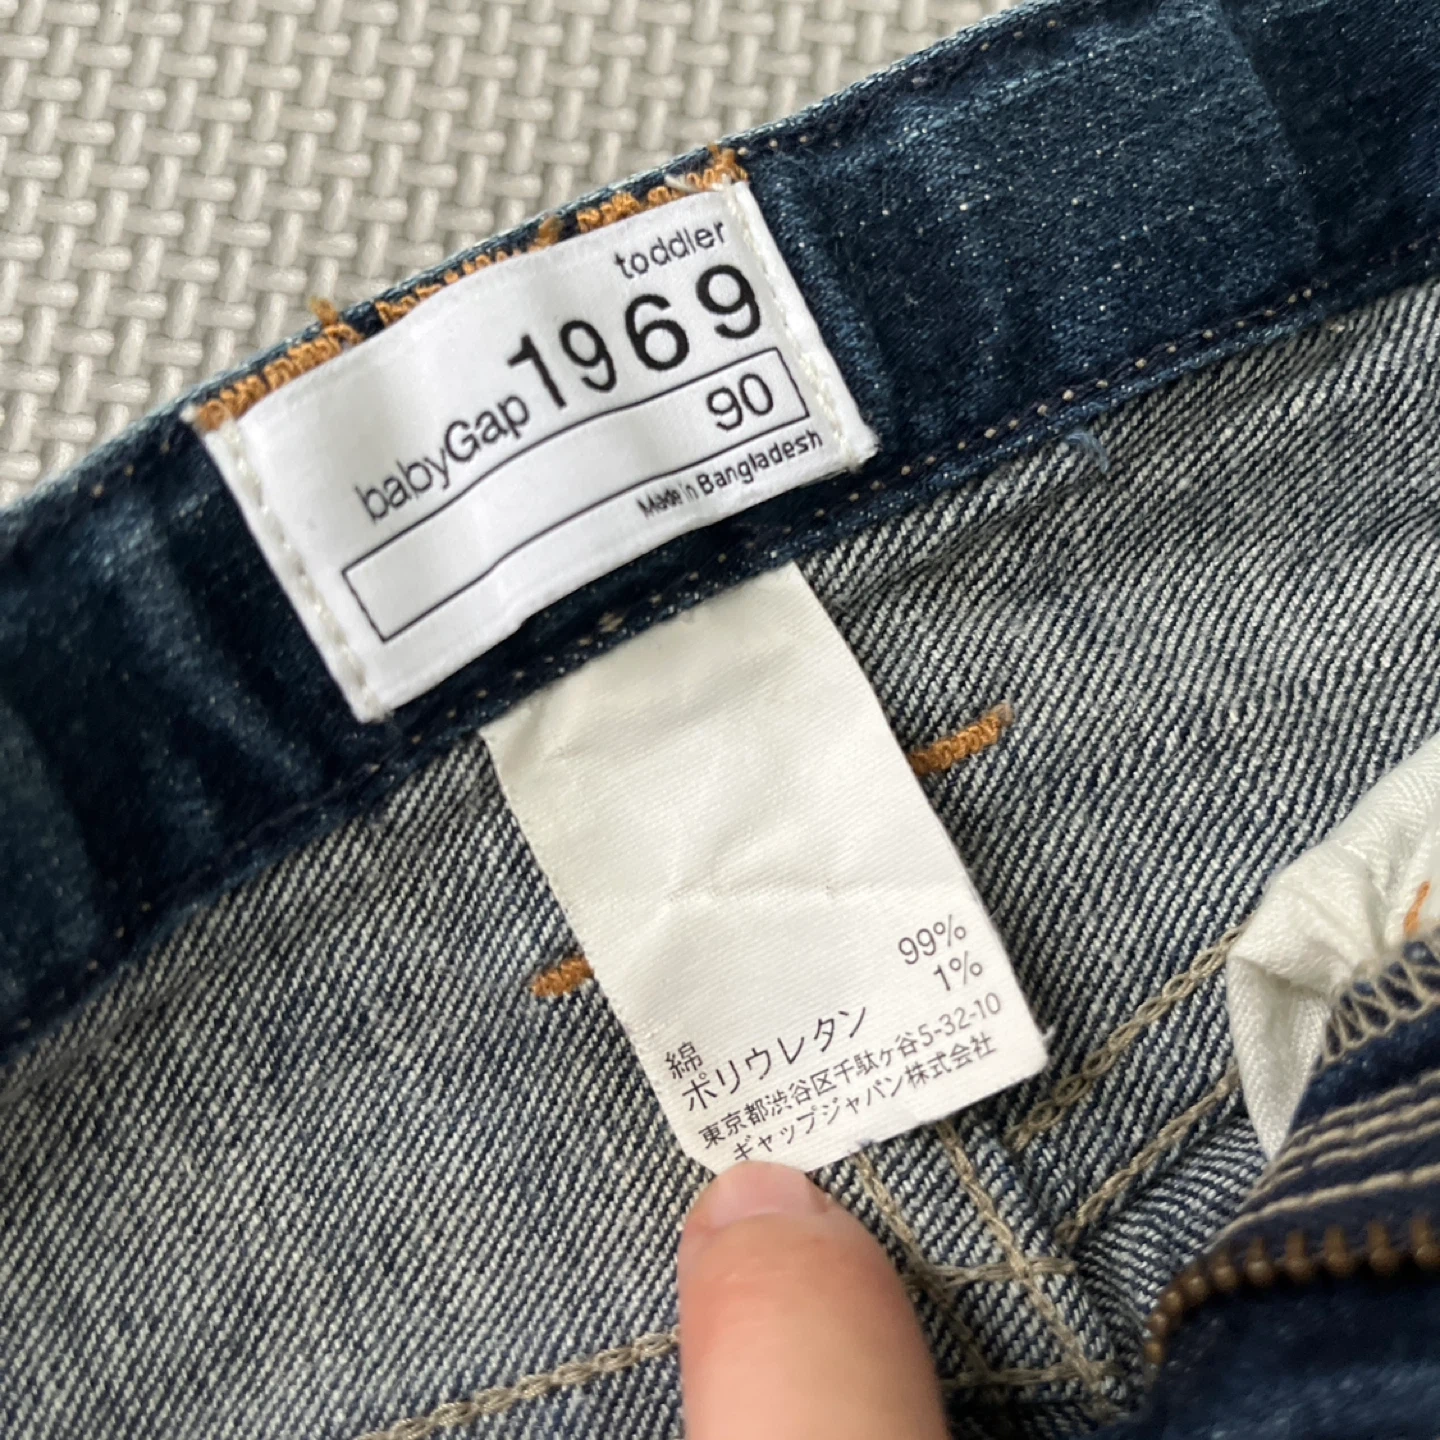 toddler
babyGap 1969
90
Made in Bangladesh
綿 99%
ポリウレタン 1%
東京都渋谷区千駄ヶ谷5-32-10
ギャップジャパン株式会社